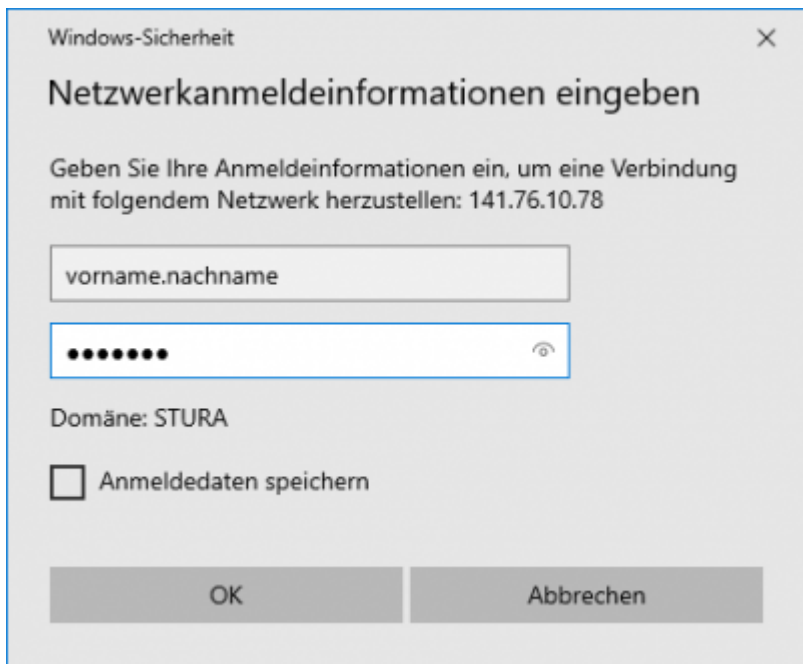 Windows-Sicherheit
Netzwerkanmeldeinformationen eingeben
Geben Sie Ihre Anmeldeinformationen ein, um eine Verbindung
mit folgendem Netzwerk herzustellen: 141.76.10.78
vorname.nachname
•••••••
Domäne: STURA
Anmeldedaten speichern
OK
Abbrechen